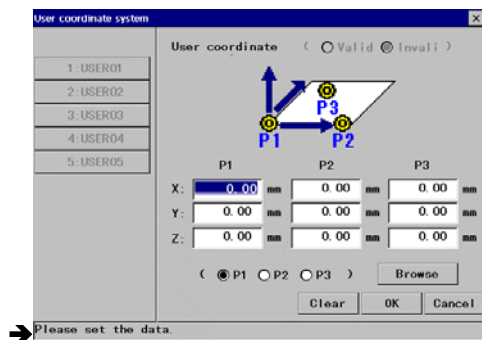 User coordinate system
User coordinate ( Valid Invali )
1:USER01
2:USER02
3:USER03
4:USER04
5:USER05
P3
P1 P2
P1 P2 P3
X: 0.00 mm 0.00 mm 0.00 mm
Y: 0.00 mm 0.00 mm 0.00 mm
Z: 0.00 mm 0.00 mm 0.00 mm
( P1 P2 P3 ) Browse
Clear OK Cancel
Please set the data.